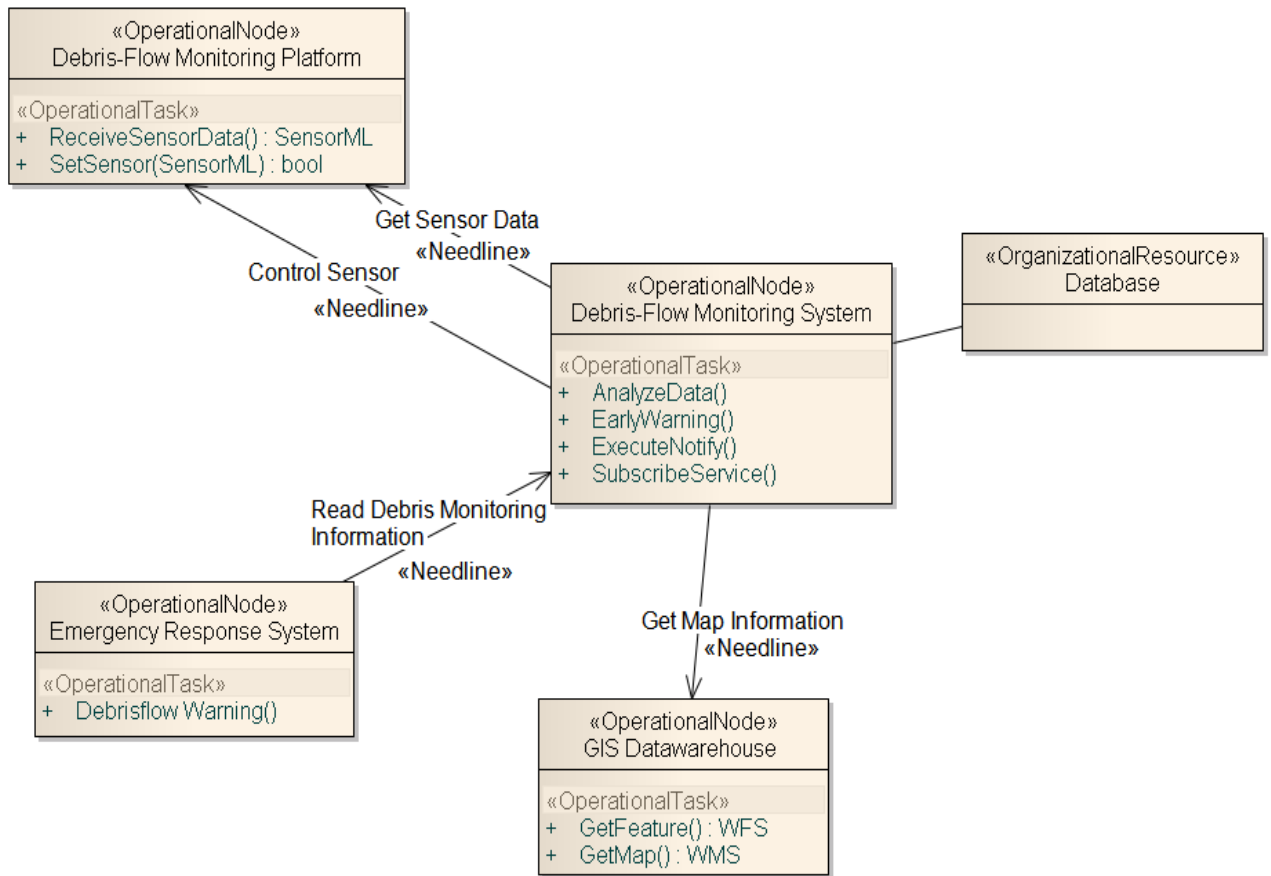 «OperationalNode»
Debris-Flow Monitoring Platform
«OperationalTask»
+ ReceiveSensorData() : SensorML
+ SetSensor(SensorML) : bool
Get Sensor Data
«Needline»
Control Sensor
«Needline»
«OperationalNode»
Debris-Flow Monitoring System
«OperationalTask»
+ AnalyzeData()
+ EarlyWarning()
+ ExecuteNotify()
+ SubscribeService()
«OrganizationalResource»
Database
Read Debris Monitoring
Information
«Needline»
«OperationalNode»
Emergency Response System
«OperationalTask»
+ Debrisflow Warning()
Get Map Information
«Needline»
«OperationalNode»
GIS Datawarehouse
«OperationalTask»
+ GetFeature() : WFS
+ GetMap() : WMS